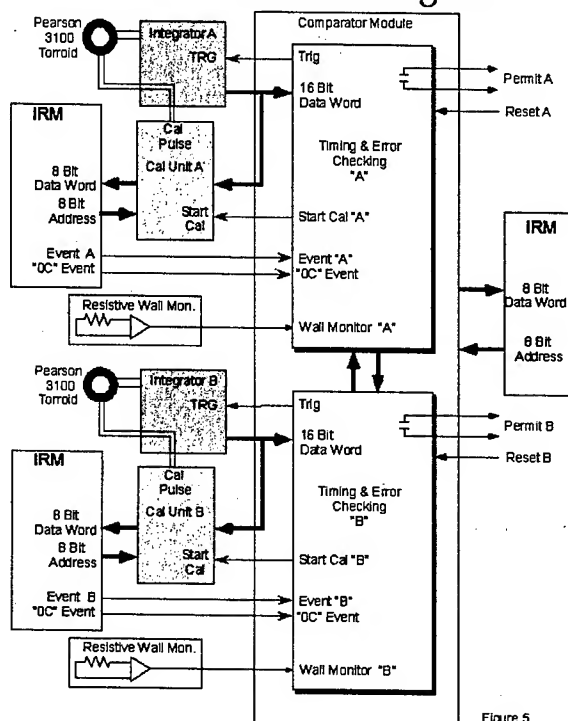 Comparator Module
Pearson
3100
Torroid
Integrator A
TRG
Trig
16 Bit
Data Word
Permit A
Reset A
IRM
Cal
Pulse
Cal Unit A
Timing & Error
Checking
"A"
8 Bit
Data Word
8 Bit
Address
Start
Cal
Start Cal "A"
Event A
"0C" Event
Event "A"
"0C" Event
IRM
8 Bit
Data Word
8 Bit
Address
Resistive Wall Mon.
Wall Monitor "A"
Pearson
3100
Torroid
Integrator B
TRG
Trig
16 Bit
Data Word
Permit B
Reset B
IRM
Cal
Pulse
Cal Unit B
Timing & Error
Checking
"B"
8 Bit
Data Word
8 Bit
Address
Start
Cal
Start Cal "B"
Event B
"0C" Event
Event "B"
"0C" Event
Resistive Wall Mon.
Wall Monitor "B"
Figure 5